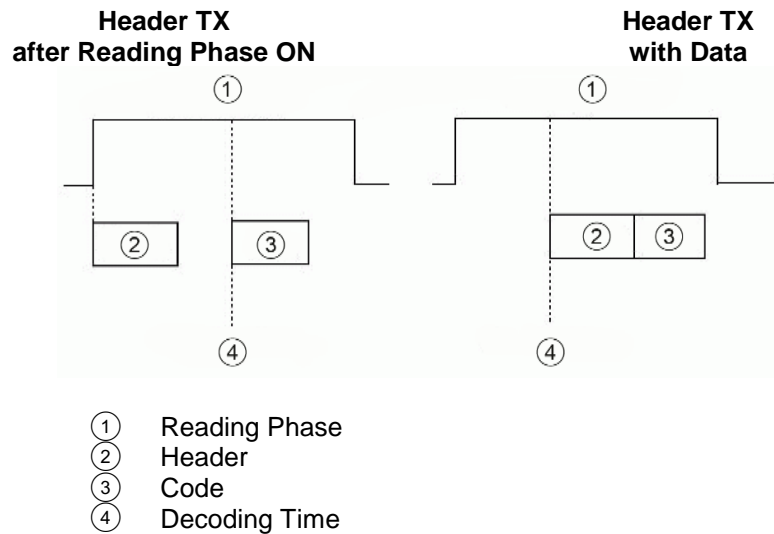 Header TX
after Reading Phase ON
Header TX
with Data
①
①
②
③
②
③
④
④
① Reading Phase
② Header
③ Code
④ Decoding Time